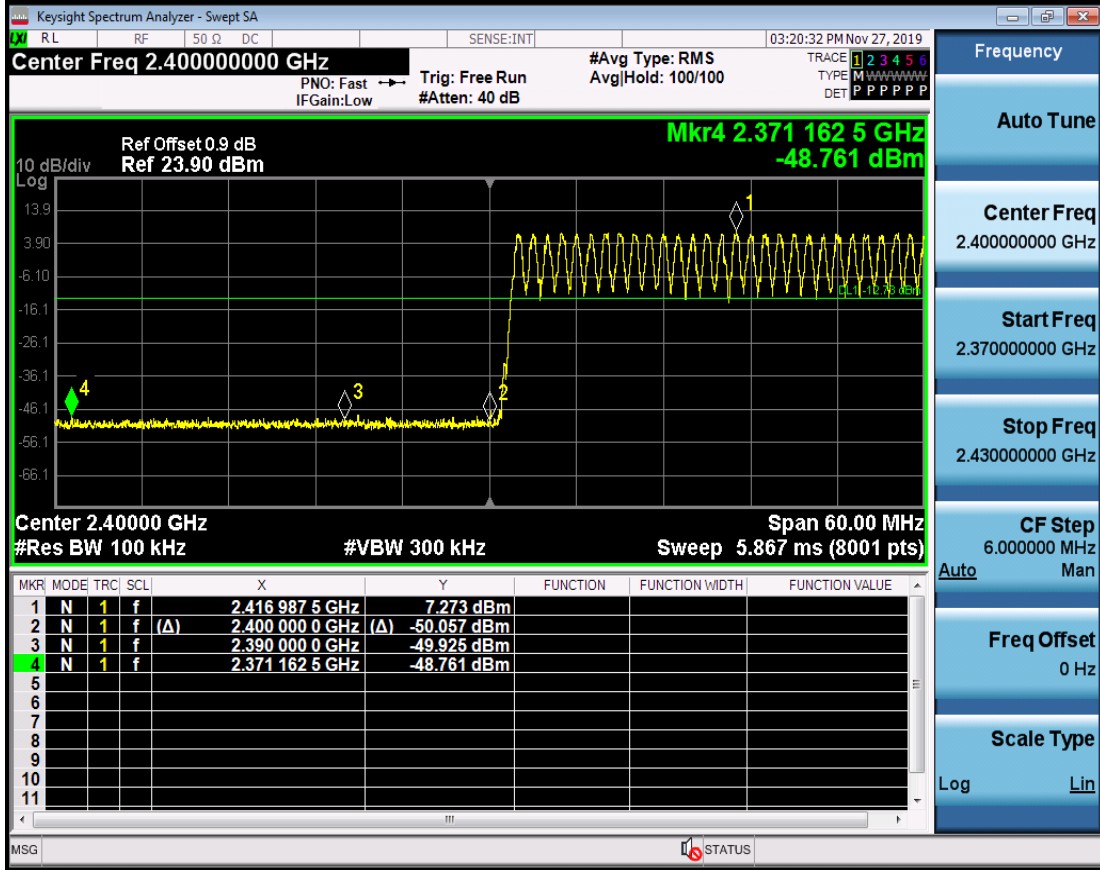 Keysight Spectrum Analyzer - Swept SA
LXI RL RF 50 Ω DC SENSE:INT 03:20:32 PM Nov 27, 2019
Center Freq 2.400000000 GHz
PNO: Fast
IFGain:Low
Trig: Free Run
#Atten: 40 dB
#Avg Type: RMS
Avg|Hold: 100/100
TRACE 1 2 3 4 5 6
TYPE M W W W W W
DET P P P P P P
Mkr4 2.371 162 5 GHz
-48.761 dBm
Ref Offset 0.9 dB
10 dB/div Ref 23.90 dBm
Log
13.9
3.90
-6.10
-16.1
-26.1
-36.1
-46.1
-56.1
-66.1
1
2
3
4
DL1 -12.73 dBm
Center 2.40000 GHz Span 60.00 MHz
#Res BW 100 kHz #VBW 300 kHz Sweep 5.867 ms (8001 pts)
MKR MODE TRC SCL X Y FUNCTION FUNCTION WIDTH FUNCTION VALUE
1 N 1 f 2.416 987 5 GHz 7.273 dBm
2 N 1 f (Δ) 2.400 000 0 GHz (Δ) -50.057 dBm
3 N 1 f 2.390 000 0 GHz -49.925 dBm
4 N 1 f 2.371 162 5 GHz -48.761 dBm
5
6
7
8
9
10
11
MSG STATUS
Frequency
Auto Tune
Center Freq
2.400000000 GHz
Start Freq
2.370000000 GHz
Stop Freq
2.430000000 GHz
CF Step
6.000000 MHz
Auto Man
Freq Offset
0 Hz
Scale Type
Log Lin